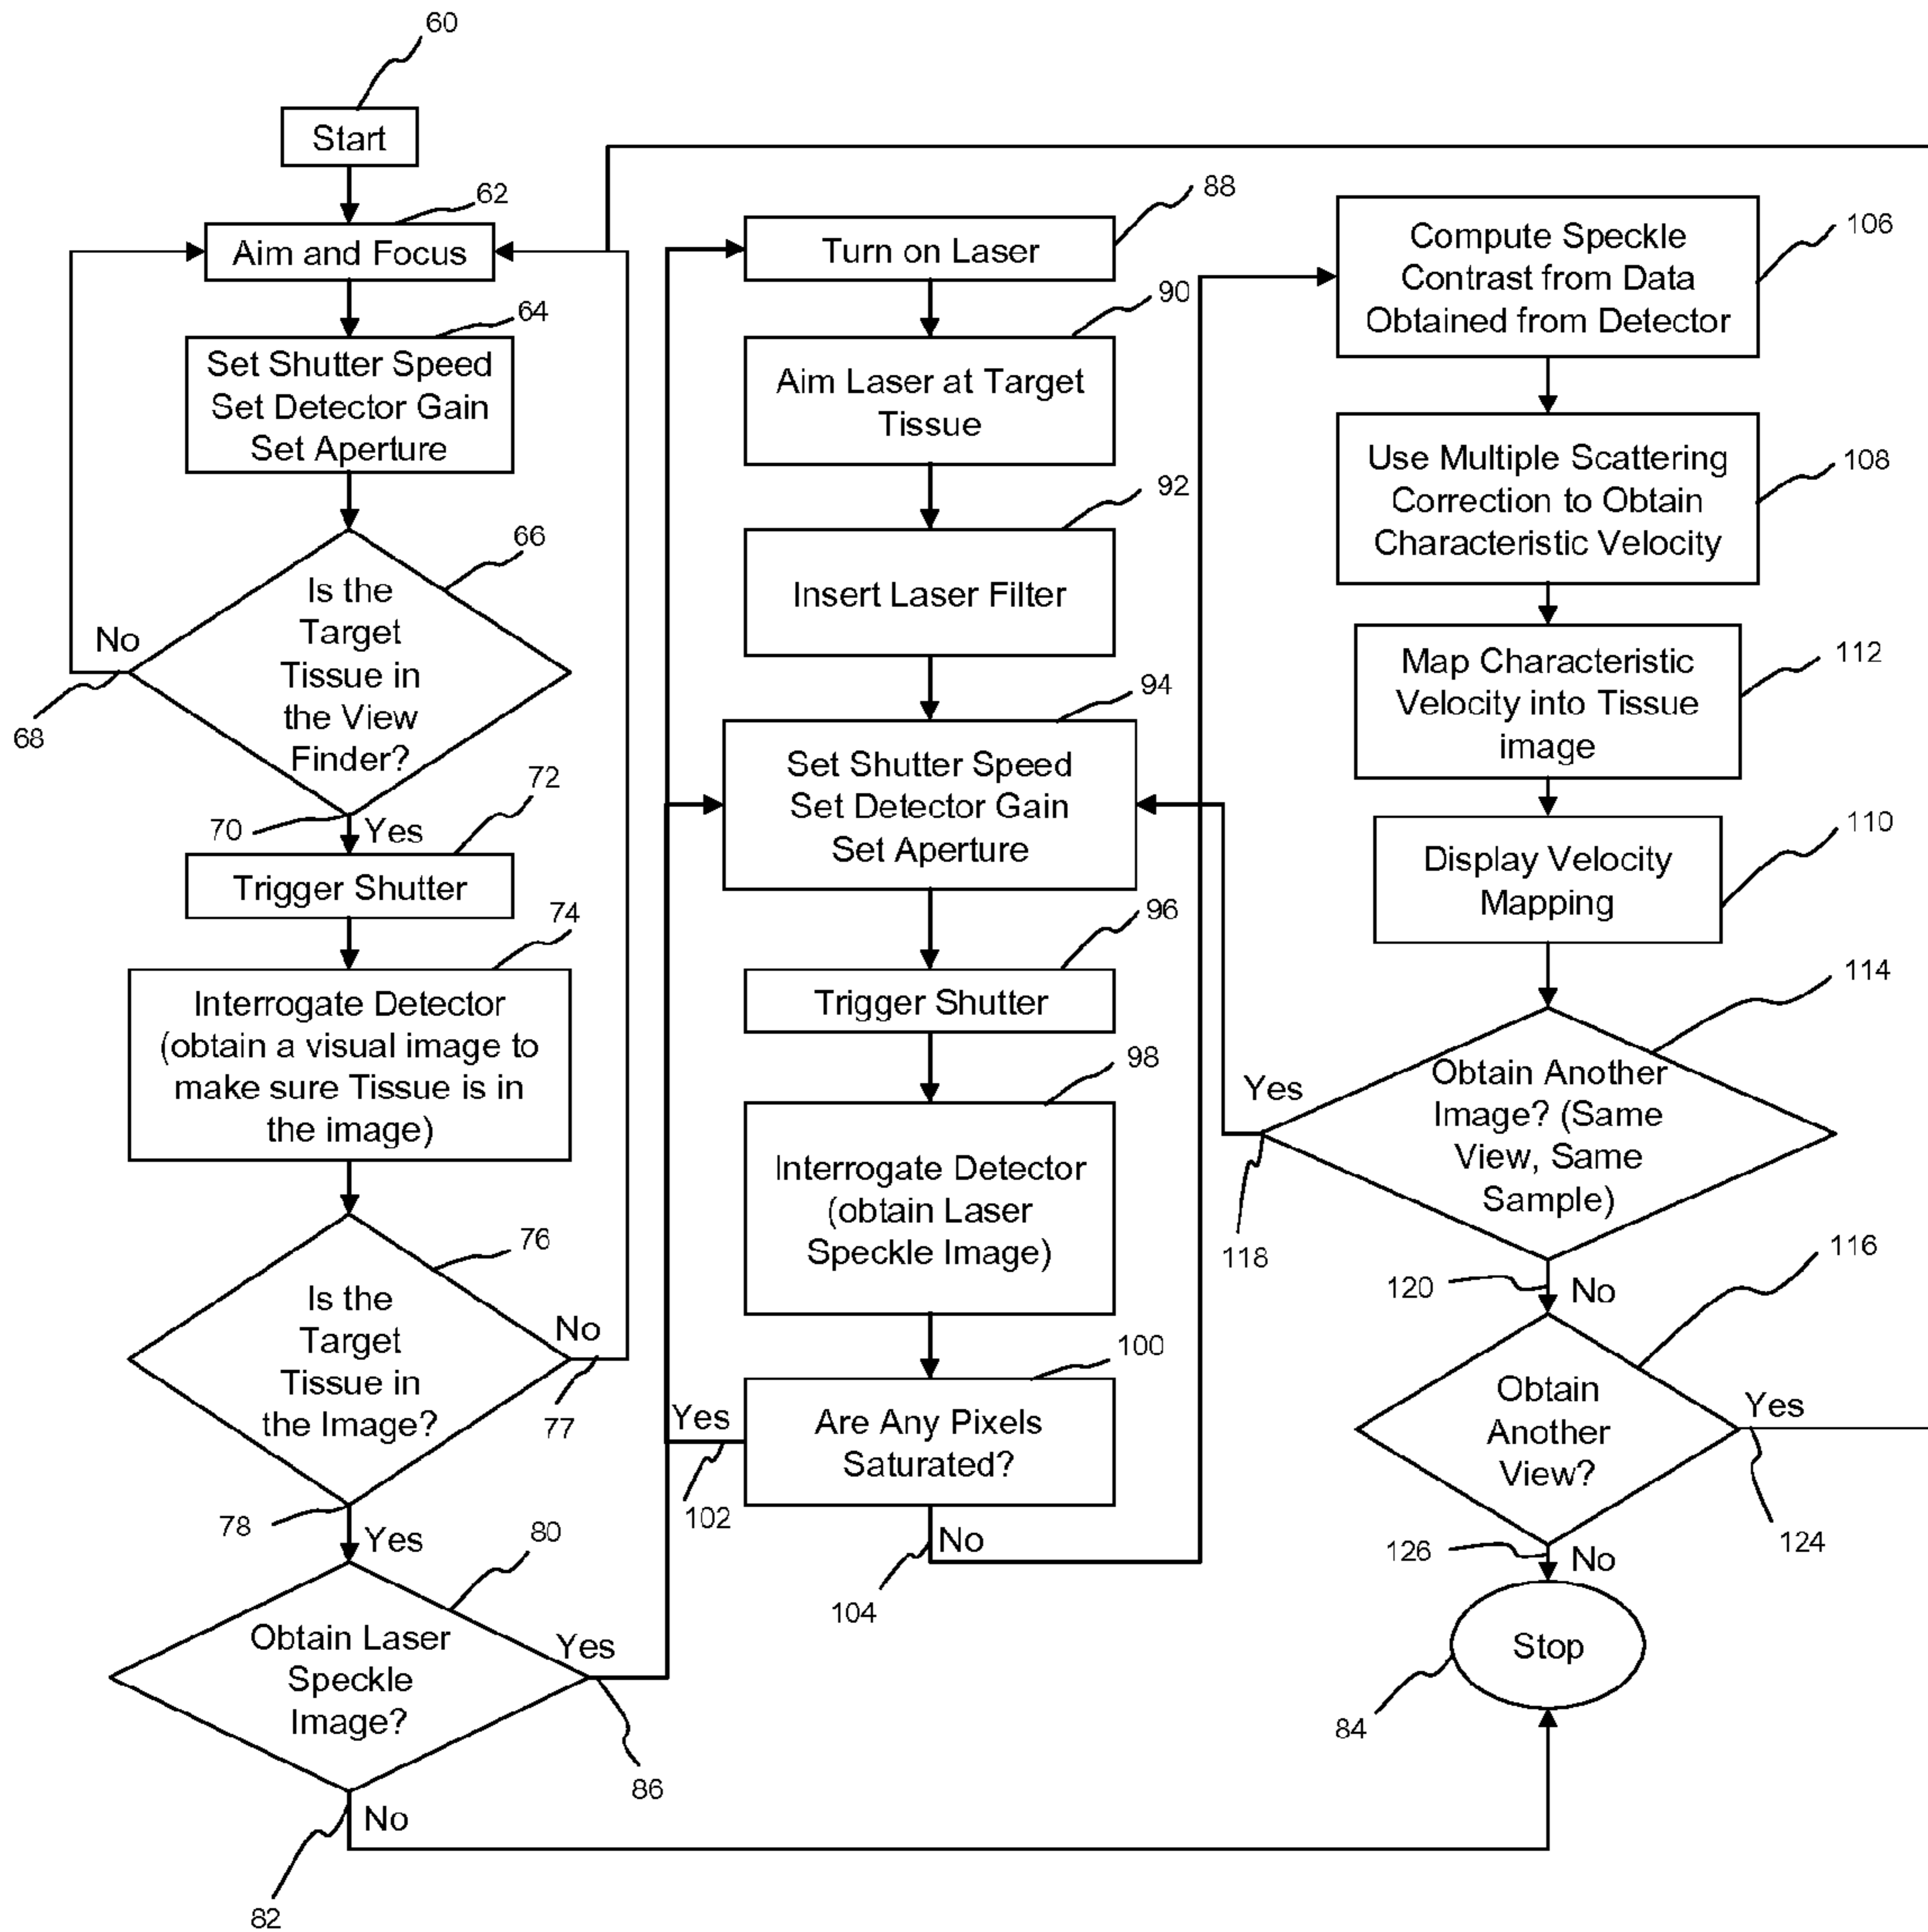 60
Start
62
Aim and Focus
64
Set Shutter Speed
Set Detector Gain
Set Aperture
66
Is the
Target
Tissue in
the View
Finder?
No
68
70
Yes
72
Trigger Shutter
74
Interrogate Detector
(obtain a visual image to
make sure Tissue is in
the image)
76
Is the
Target
Tissue in
the Image?
No
77
78
Yes
80
Obtain Laser
Speckle
Image?
Yes
86
No
82
88
Turn on Laser
90
Aim Laser at Target
Tissue
92
Insert Laser Filter
94
Set Shutter Speed
Set Detector Gain
Set Aperture
96
Trigger Shutter
98
Interrogate Detector
(obtain Laser
Speckle Image)
100
Are Any Pixels
Saturated?
Yes
102
No
104
106
Compute Speckle
Contrast from Data
Obtained from Detector
108
Use Multiple Scattering
Correction to Obtain
Characteristic Velocity
112
Map Characteristic
Velocity into Tissue
image
110
Display Velocity
Mapping
114
Obtain Another
Image? (Same
View, Same
Sample)
Yes
118
120
No
116
Obtain
Another
View?
Yes
124
126
No
Stop
84